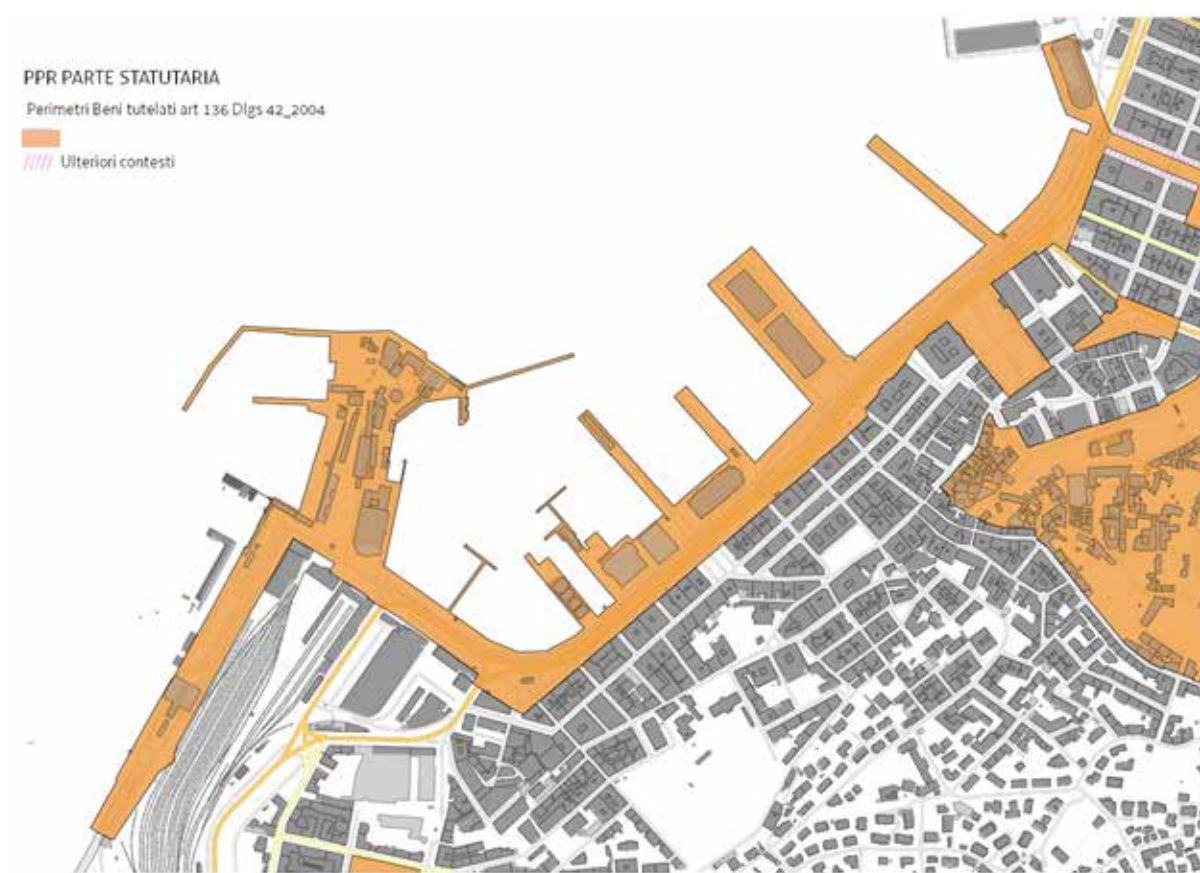 PPR PARTE STATUTARIA
Perimetri Beni tutelati art 136 Dlgs 42_2004
Ulteriori contesti